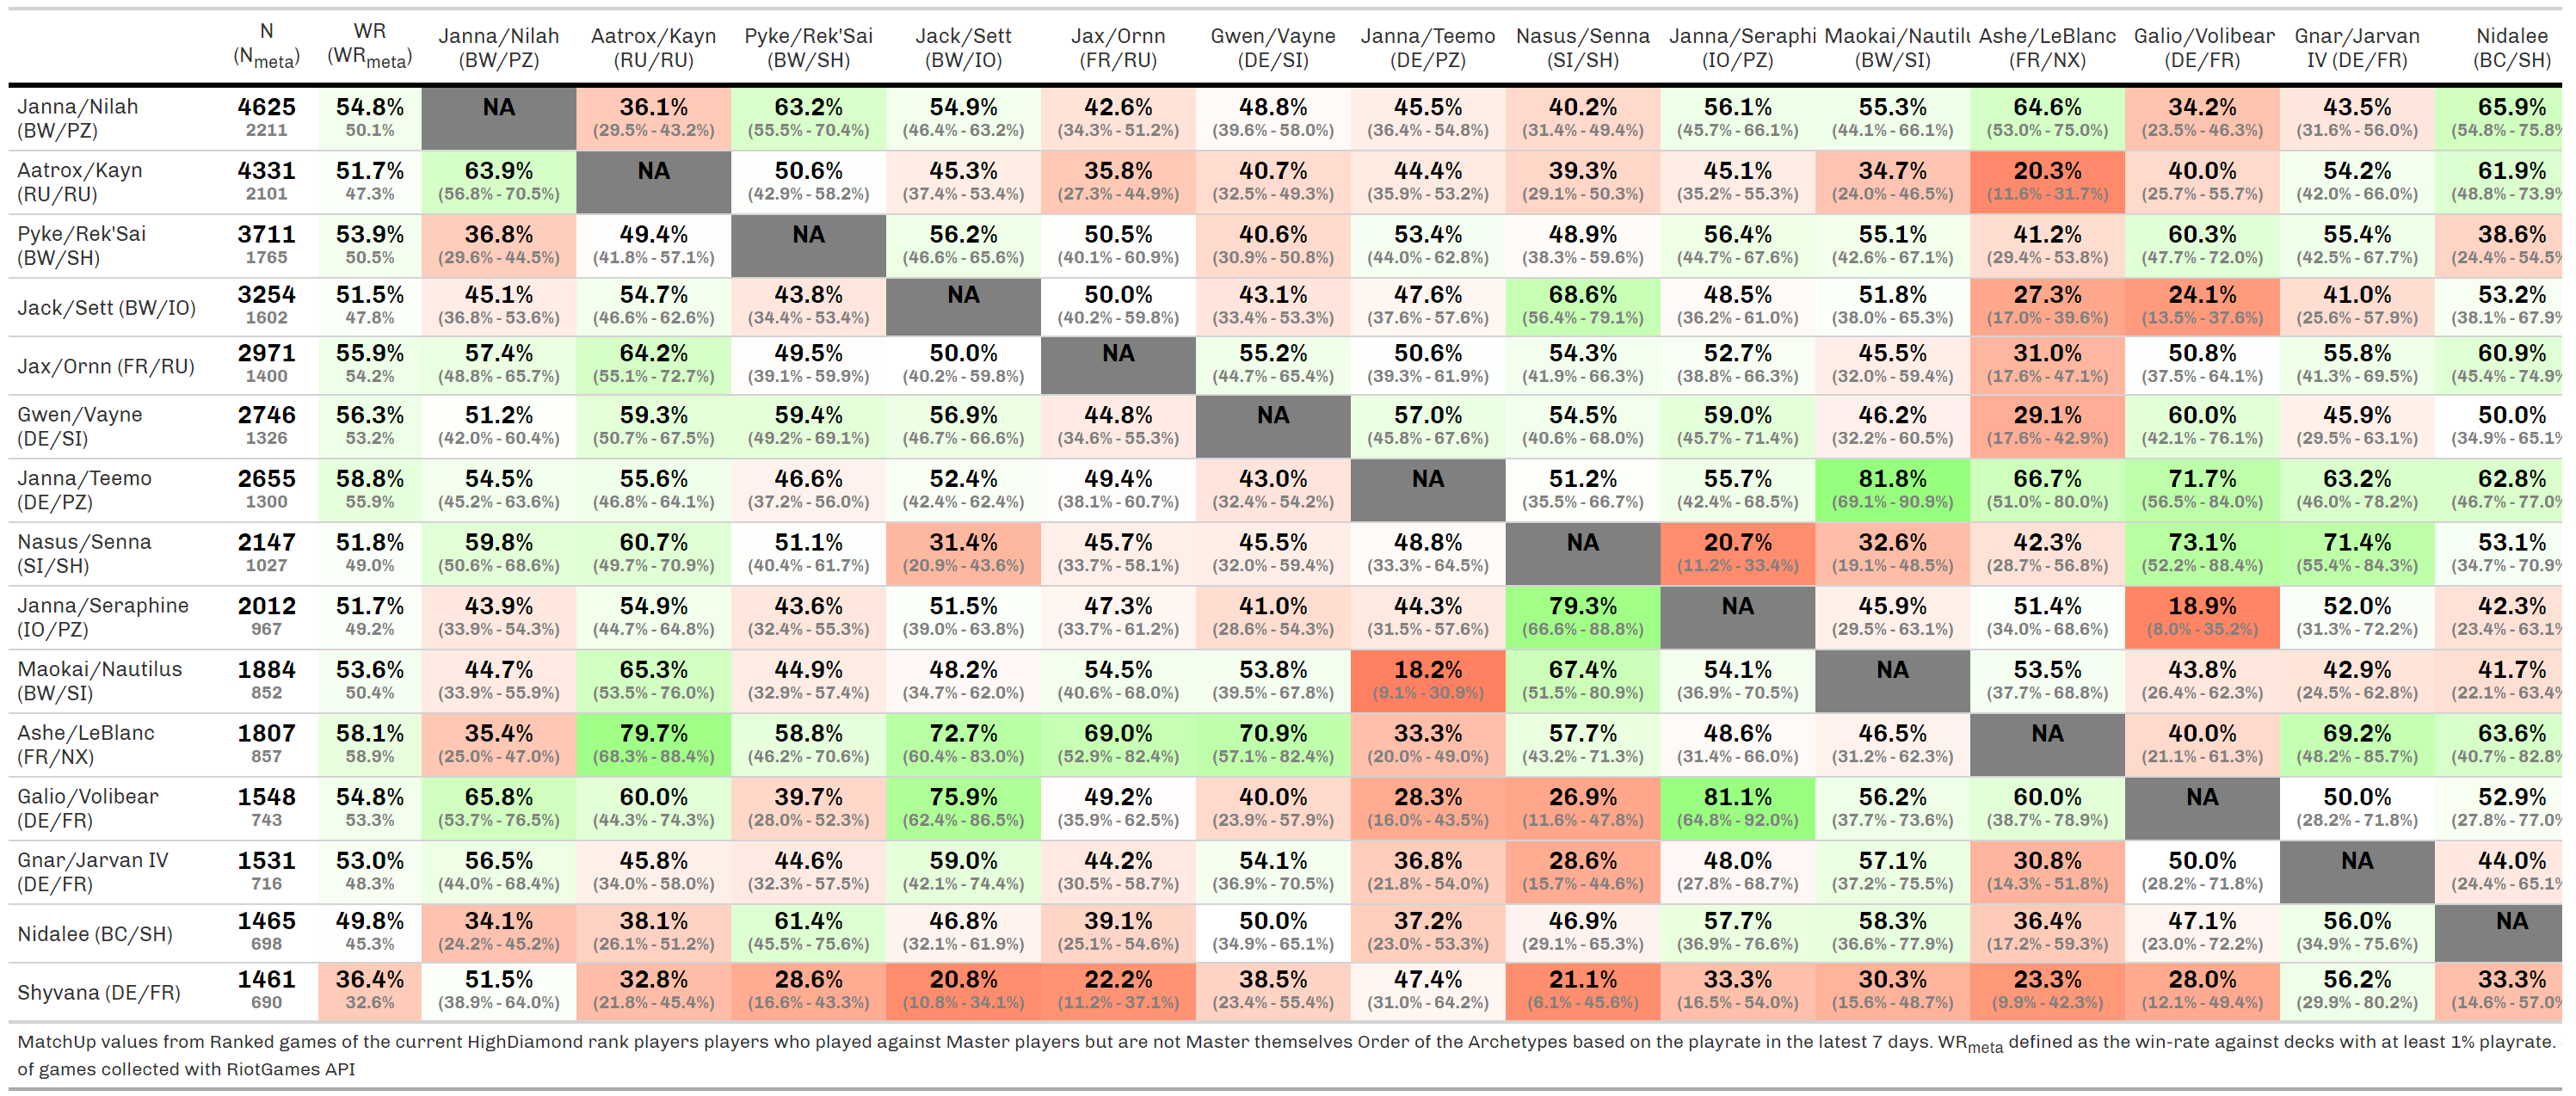 N WR Janna/Nilah Aatrox/Kayn Pyke/Rek'Sai Jack/Sett Jax/Ornn Gwen/Vayne Janna/Teemo Nasus/Senna Janna/Seraphi Maokai/Nautilu Ashe/LeBlanc Galio/Volibear Gnar/Jarvan Nidalee
(Nmeta) (WRmeta) (BW/PZ) (RU/RU) (BW/SH) (BW/IO) (FR/RU) (DE/SI) (DE/PZ) (SI/SH) (IO/PZ) (BW/SI) (FR/NX) (DE/FR) IV (DE/FR) (BC/SH)
Janna/Nilah 4625 54.8% NA 36.1% 63.2% 54.9% 42.6% 48.8% 45.5% 40.2% 56.1% 55.3% 64.6% 34.2% 43.5% 65.9%
(BW/PZ) 2211 50.1% (29.5% - 43.2%) (55.5% - 70.4%) (46.4% - 63.2%) (34.3% - 51.2%) (39.6% - 58.0%) (36.4% - 54.8%) (31.4% - 49.4%) (45.7% - 66.1%) (44.1% - 66.1%) (53.0% - 75.0%) (23.5% - 46.3%) (31.6% - 56.0%) (54.8% - 75.8%
Aatrox/Kayn 4331 51.7% 63.9% NA 50.6% 45.3% 35.8% 40.7% 44.4% 39.3% 45.1% 34.7% 20.3% 40.0% 54.2% 61.9%
(RU/RU) 2101 47.3% (56.8% - 70.5%) (42.9% - 58.2%) (37.4% - 53.4%) (27.3% - 44.9%) (32.5% - 49.3%) (35.9% - 53.2%) (29.1% - 50.3%) (35.2% - 55.3%) (24.0% - 46.5%) (11.6% - 31.7%) (25.7% - 55.7%) (42.0% - 66.0%) (48.8% - 73.9%
Pyke/Rek'Sai 3711 53.9% 36.8% 49.4% NA 56.2% 50.5% 40.6% 53.4% 48.9% 56.4% 55.1% 41.2% 60.3% 55.4% 38.6%
(BW/SH) 1765 50.5% (29.6% - 44.5%) (41.8% - 57.1%) (46.6% - 65.6%) (40.1% - 60.9%) (30.9% - 50.8%) (44.0% - 62.8%) (38.3% - 59.6%) (44.7% - 67.6%) (42.6% - 67.1%) (29.4% - 53.8%) (47.7% - 72.0%) (42.5% - 67.7%) (24.4% - 54.5%
Jack/Sett (BW/IO) 3254 51.5% 45.1% 54.7% 43.8% NA 50.0% 43.1% 47.6% 68.6% 48.5% 51.8% 27.3% 24.1% 41.0% 53.2%
1602 47.8% (36.8% - 53.6%) (46.6% - 62.6%) (34.4% - 53.4%) (40.2% - 59.8%) (33.4% - 53.3%) (37.6% - 57.6%) (56.4% - 79.1%) (36.2% - 61.0%) (38.0% - 65.3%) (17.0% - 39.6%) (13.5% - 37.6%) (25.6% - 57.9%) (38.1% - 67.9%
Jax/Ornn (FR/RU) 2971 55.9% 57.4% 64.2% 49.5% 50.0% NA 55.2% 50.6% 54.3% 52.7% 45.5% 31.0% 50.8% 55.8% 60.9%
1400 54.2% (48.8% - 65.7%) (55.1% - 72.7%) (39.1% - 59.9%) (40.2% - 59.8%) (44.7% - 65.4%) (39.3% - 61.9%) (41.9% - 66.3%) (38.8% - 66.3%) (32.0% - 59.4%) (17.6% - 47.1%) (37.5% - 64.1%) (41.3% - 69.5%) (45.4% - 74.9%
Gwen/Vayne 2746 56.3% 51.2% 59.3% 59.4% 56.9% 44.8% NA 57.0% 54.5% 59.0% 46.2% 29.1% 60.0% 45.9% 50.0%
(DE/SI) 1326 53.2% (42.0% - 60.4%) (50.7% - 67.5%) (49.2% - 69.1%) (46.7% - 66.6%) (34.6% - 55.3%) (45.8% - 67.6%) (40.6% - 68.0%) (45.7% - 71.4%) (32.2% - 60.5%) (17.6% - 42.9%) (42.1% - 76.1%) (29.5% - 63.1%) (34.9% - 65.1%
Janna/Teemo 2655 58.8% 54.5% 55.6% 46.6% 52.4% 49.4% 43.0% NA 51.2% 55.7% 81.8% 66.7% 71.7% 63.2% 62.8%
(DE/PZ) 1300 55.9% (45.2% - 63.6%) (46.8% - 64.1%) (37.2% - 56.0%) (42.4% - 62.4%) (38.1% - 60.7%) (32.4% - 54.2%) (35.5% - 66.7%) (42.4% - 68.5%) (69.1% - 90.9%) (51.0% - 80.0%) (56.5% - 84.0%) (46.0% - 78.2%) (46.7% - 77.0%
Nasus/Senna 2147 51.8% 59.8% 60.7% 51.1% 31.4% 45.7% 45.5% 48.8% NA 20.7% 32.6% 42.3% 73.1% 71.4% 53.1%
(SI/SH) 1027 49.0% (50.6% - 68.6%) (49.7% - 70.9%) (40.4% - 61.7%) (20.9% - 43.6%) (33.7% - 58.1%) (32.0% - 59.4%) (33.3% - 64.5%) (11.2% - 33.4%) (19.1% - 48.5%) (28.7% - 56.8%) (52.2% - 88.4%) (55.4% - 84.3%) (34.7% - 70.9%
Janna/Seraphine 2012 51.7% 43.9% 54.9% 43.6% 51.5% 47.3% 41.0% 44.3% 79.3% NA 45.9% 51.4% 18.9% 52.0% 42.3%
(IO/PZ) 967 49.2% (33.9% - 54.3%) (44.7% - 64.8%) (32.4% - 55.3%) (39.0% - 63.8%) (33.7% - 61.2%) (28.6% - 54.3%) (31.5% - 57.6%) (66.6% - 88.8%) (29.5% - 63.1%) (34.0% - 68.6%) (8.0% - 35.2%) (31.3% - 72.2%) (23.4% - 63.1%
Maokai/Nautilus 1884 53.6% 44.7% 65.3% 44.9% 48.2% 54.5% 53.8% 18.2% 67.4% 54.1% NA 53.5% 43.8% 42.9% 41.7%
(BW/SI) 852 50.4% (33.9% - 55.9%) (53.5% - 76.0%) (32.9% - 57.4%) (34.7% - 62.0%) (40.6% - 68.0%) (39.5% - 67.8%) (9.1% - 30.9%) (51.5% - 80.9%) (36.9% - 70.5%) (37.7% - 68.8%) (26.4% - 62.3%) (24.5% - 62.8%) (22.1% - 63.4%
Ashe/LeBlanc 1807 58.1% 35.4% 79.7% 58.8% 72.7% 69.0% 70.9% 33.3% 57.7% 48.6% 46.5% NA 40.0% 69.2% 63.6%
(FR/NX) 857 58.9% (25.0% - 47.0%) (68.3% - 88.4%) (46.2% - 70.6%) (60.4% - 83.0%) (52.9% - 82.4%) (57.1% - 82.4%) (20.0% - 49.0%) (43.2% - 71.3%) (31.4% - 66.0%) (31.2% - 62.3%) (21.1% - 61.3%) (48.2% - 85.7%) (40.7% - 82.8%
Galio/Volibear 1548 54.8% 65.8% 60.0% 39.7% 75.9% 49.2% 40.0% 28.3% 26.9% 81.1% 56.2% 60.0% NA 50.0% 52.9%
(DE/FR) 743 53.3% (53.7% - 76.5%) (44.3% - 74.3%) (28.0% - 52.3%) (62.4% - 86.5%) (35.9% - 62.5%) (23.9% - 57.9%) (16.0% - 43.5%) (11.6% - 47.8%) (64.8% - 92.0%) (37.7% - 73.6%) (38.7% - 78.9%) (28.2% - 71.8%) (27.8% - 77.0%
Gnar/Jarvan IV 1531 53.0% 56.5% 45.8% 44.6% 59.0% 44.2% 54.1% 36.8% 28.6% 48.0% 57.1% 30.8% 50.0% NA 44.0%
(DE/FR) 716 48.3% (44.0% - 68.4%) (34.0% - 58.0%) (32.3% - 57.5%) (42.1% - 74.4%) (30.5% - 58.7%) (36.9% - 70.5%) (21.8% - 54.0%) (15.7% - 44.6%) (27.8% - 68.7%) (37.2% - 75.5%) (14.3% - 51.8%) (28.2% - 71.8%) (24.4% - 65.1%
Nidalee (BC/SH) 1465 49.8% 34.1% 38.1% 61.4% 46.8% 39.1% 50.0% 37.2% 46.9% 57.7% 58.3% 36.4% 47.1% 56.0% NA
698 45.3% (24.2% - 45.2%) (26.1% - 51.2%) (45.5% - 75.6%) (32.1% - 61.9%) (25.1% - 54.6%) (34.9% - 65.1%) (23.0% - 53.3%) (29.1% - 65.3%) (36.9% - 76.6%) (36.6% - 77.9%) (17.2% - 59.3%) (23.0% - 72.2%) (34.9% - 75.6%)
Shyvana (DE/FR) 1461 36.4% 51.5% 32.8% 28.6% 20.8% 22.2% 38.5% 47.4% 21.1% 33.3% 30.3% 23.3% 28.0% 56.2% 33.3%
690 32.6% (38.9% - 64.0%) (21.8% - 45.4%) (16.6% - 43.3%) (10.8% - 34.1%) (11.2% - 37.1%) (23.4% - 55.4%) (31.0% - 64.2%) (6.1% - 45.6%) (16.5% - 54.0%) (15.6% - 48.7%) (9.9% - 42.3%) (12.1% - 49.4%) (29.9% - 80.2%) (14.6% - 57.0%
MatchUp values from Ranked games of the current HighDiamond rank players players who played against Master players but are not Master themselves Order of the Archetypes based on the playrate in the latest 7 days. WRmeta defined as the win-rate against decks with at least 1% playrate.
of games collected with RiotGames API